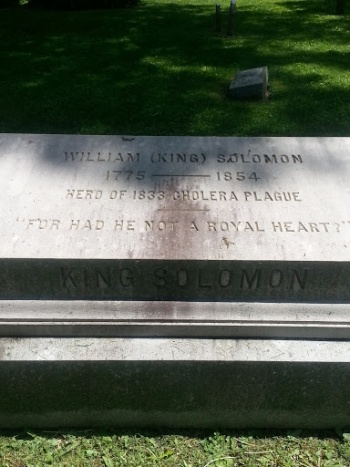 WILLIAM (KING) SOLOMON
1775 — 1854
HERO OF 1833 CHOLERA PLAGUE
"FOR HAD HE NOT A ROYAL HEART?"
KING SOLOMON